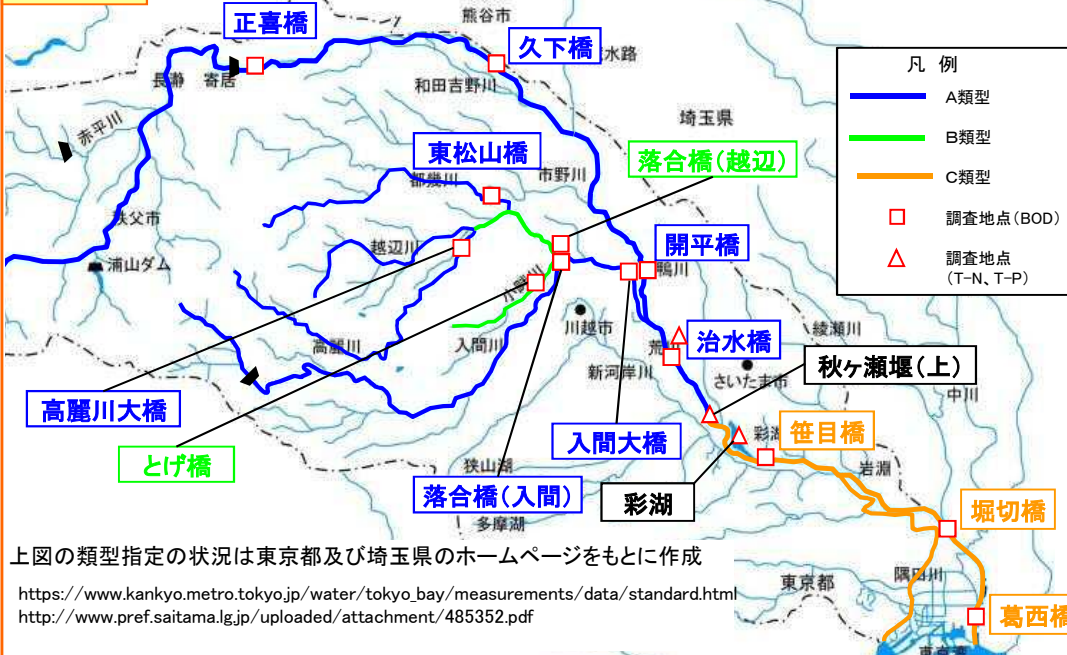 正喜橋
熊谷市
久下橋
水路
長瀞
寄居
和田吉野川
赤平川
埼玉県
凡 例
A類型
B類型
C類型
調査地点(BOD)
調査地点
(T-N、T-P)
東松山橋
落合橋(越辺)
都幾川
市野川
秩父市
越辺川
開平橋
浦山ダム
鴨川
川越市
綾瀬川
治水橋
高麗川
入間川
新河岸川
さいたま市
秋ヶ瀬堰(上)
中川
高麗川大橋
入間大橋
彩湖
笹目橋
とげ橋
狭山湖
岩淵
落合橋(入間)
彩湖
多摩湖
堀切橋
上図の類型指定の状況は東京都及び埼玉県のホームページをもとに作成
東京都
隅田川
https://www.kankyo.metro.tokyo.jp/water/tokyo_bay/measurements/data/standard.html
http://www.pref.saitama.lg.jp/uploaded/attachment/485352.pdf
葛西橋
東京湾